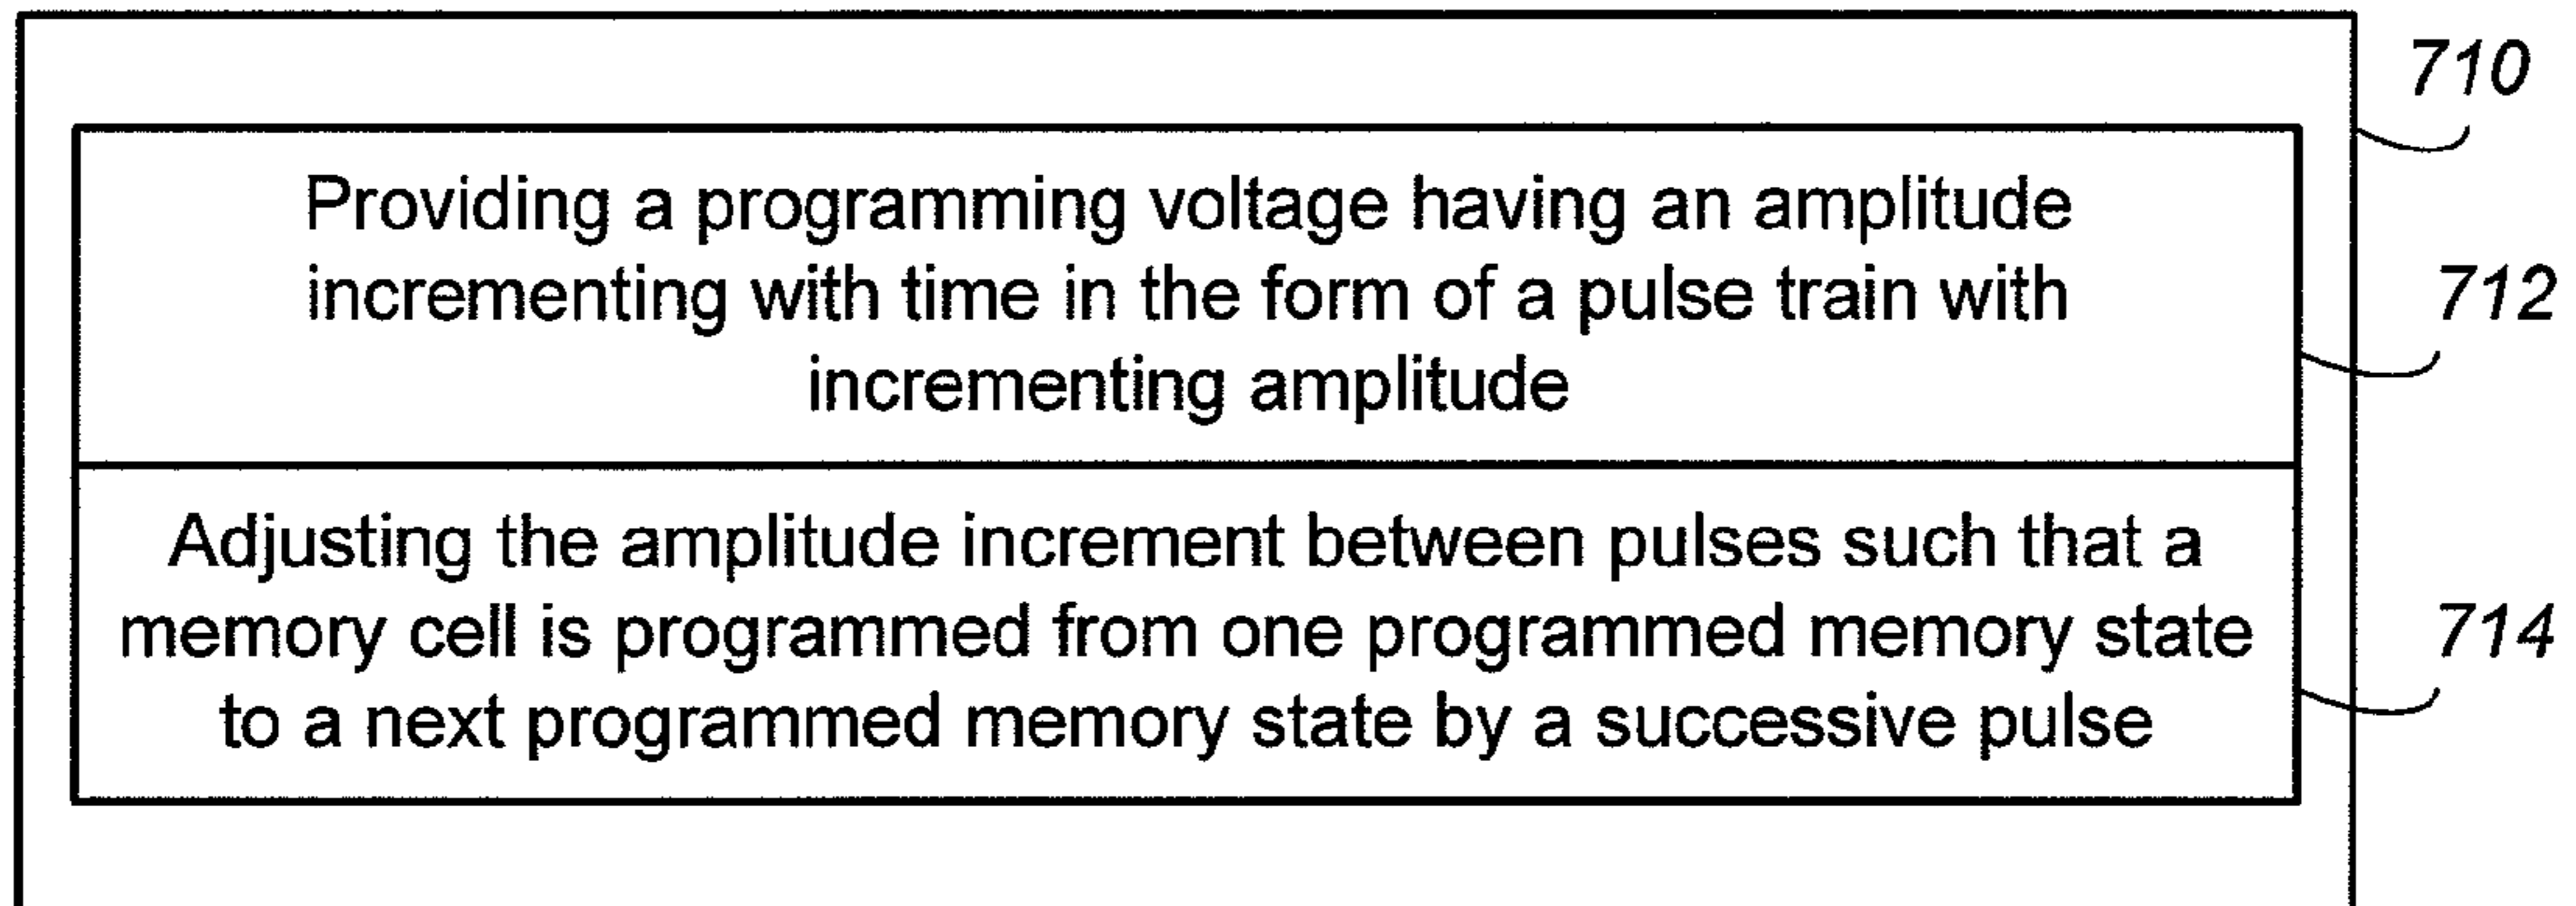 710
Providing a programming voltage having an amplitude
incrementing with time in the form of a pulse train with
incrementing amplitude
712
Adjusting the amplitude increment between pulses such that a
memory cell is programmed from one programmed memory state
to a next programmed memory state by a successive pulse
714